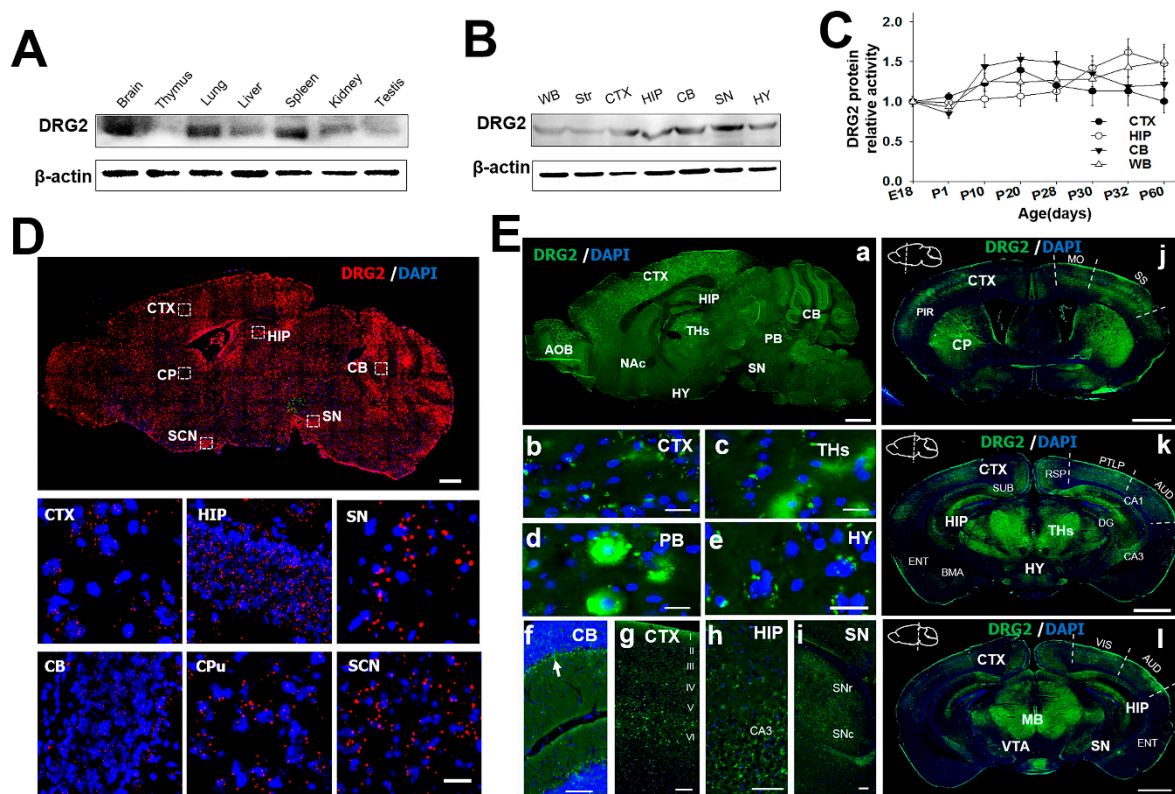 A
Brain Thymus Lung Liver Spleen Kidney Testis
DRG2
β-actin
B
WB Str CTX HIP CB SN HY
DRG2
β-actin
C
DRG2 protein
relative activity
2.0
1.5
1.0
0.5
0.0
E18 P1 P10 P20 P28 P30 P32 P60
Age(days)
CTX
HIP
CB
WB
D
DRG2 /DAPI
CTX
HIP
CP
CB
SN
SCN
CTX HIP SN
CB CPu SCN
E
DRG2 /DAPI a
CTX
HIP
CB
THs
AOB
PB
NAc
SN
HY
b CTX
c THs
d PB
e HY
f CB
g CTX
I
II
III
IV
V
VI
h HIP
CA3
i SN
SNr
SNc
DRG2 /DAPI j
MO
CTX
SS
PIR
CP
DRG2 /DAPI k
CTX
RSP
PTLP
AUD
SUB
CA1
HIP
DG
THs
CA3
ENT
BMA
HY
DRG2 /DAPI l
VIS
CTX
AUD
HIP
MB
VTA
SN
ENT